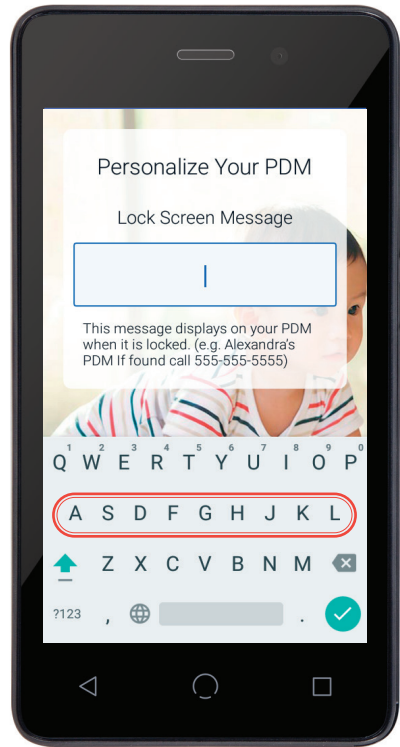 Personalize Your PDM
Lock Screen Message
This message displays on your PDM
when it is locked. (e.g. Alexandra's
PDM If found call 555-555-5555)
1 2 3 4 5 6 7 8 9 0
Q W E R T Y U I O P
A S D F G H J K L
Z X C V B N M
?123 , .